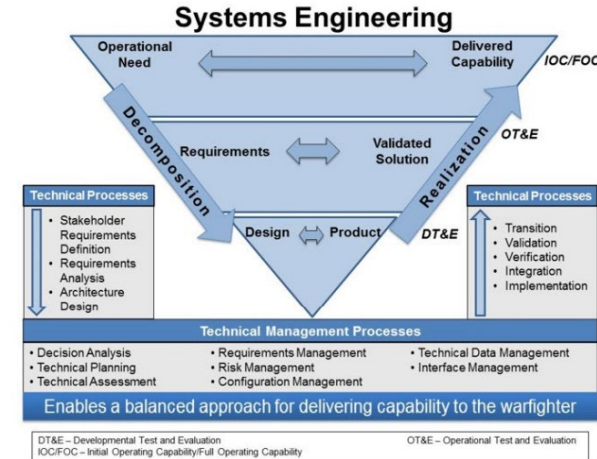 Systems Engineering
Operational
Need
Delivered
Capability
IOC/FOC
Decomposition
Realization
OT&E
Requirements
Validated
Solution
Design
Product
DT&E
Technical Processes
• Stakeholder
Requirements
Definition
• Requirements
Analysis
• Architecture
Design
Technical Processes
• Transition
• Validation
• Verification
• Integration
• Implementation
Technical Management Processes
• Decision Analysis
• Technical Planning
• Technical Assessment
• Requirements Management
• Risk Management
• Configuration Management
• Technical Data Management
• Interface Management
Enables a balanced approach for delivering capability to the warfighter
DT&E – Developmental Test and Evaluation
IOC/FOC – Initial Operating Capability/Full Operating Capability
OT&E – Operational Test and Evaluation